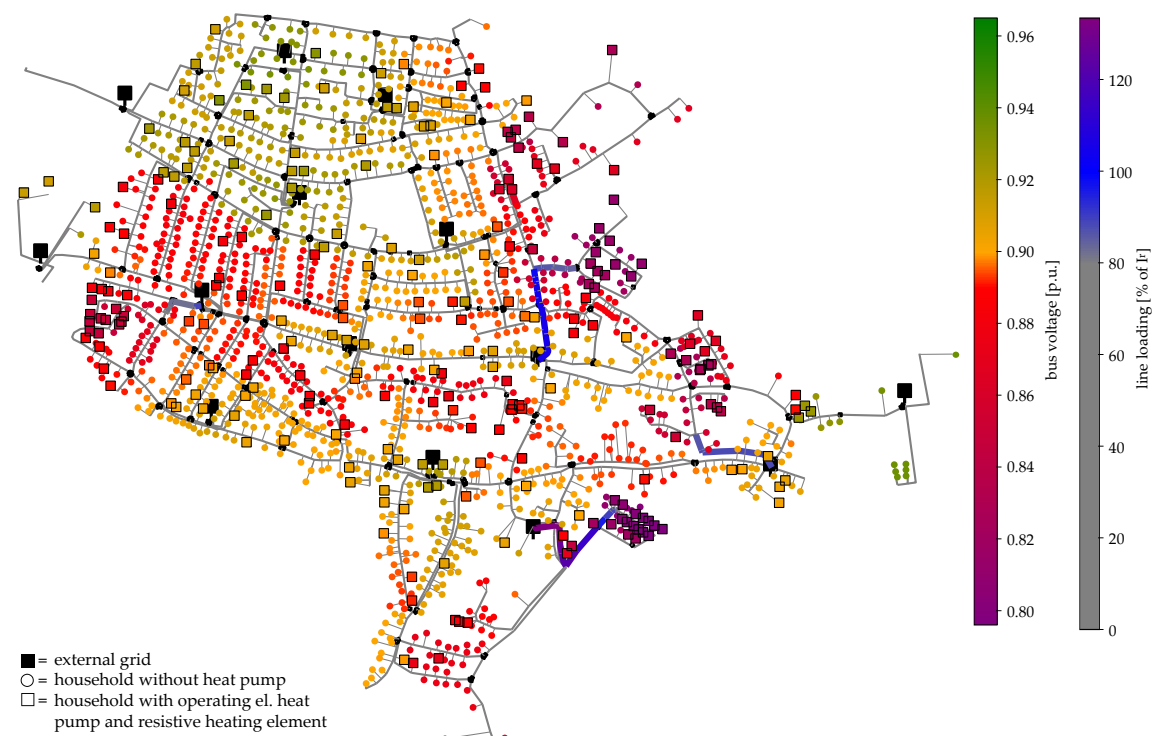 0.96
0.94
0.92
0.90
0.88
0.86
0.84
0.82
0.80
bus voltage [p.u.]
120
100
80
60
40
20
0
line loading [% of Iʳ]
= external grid
= household without heat pump
= household with operating el. heat
pump and resistive heating element